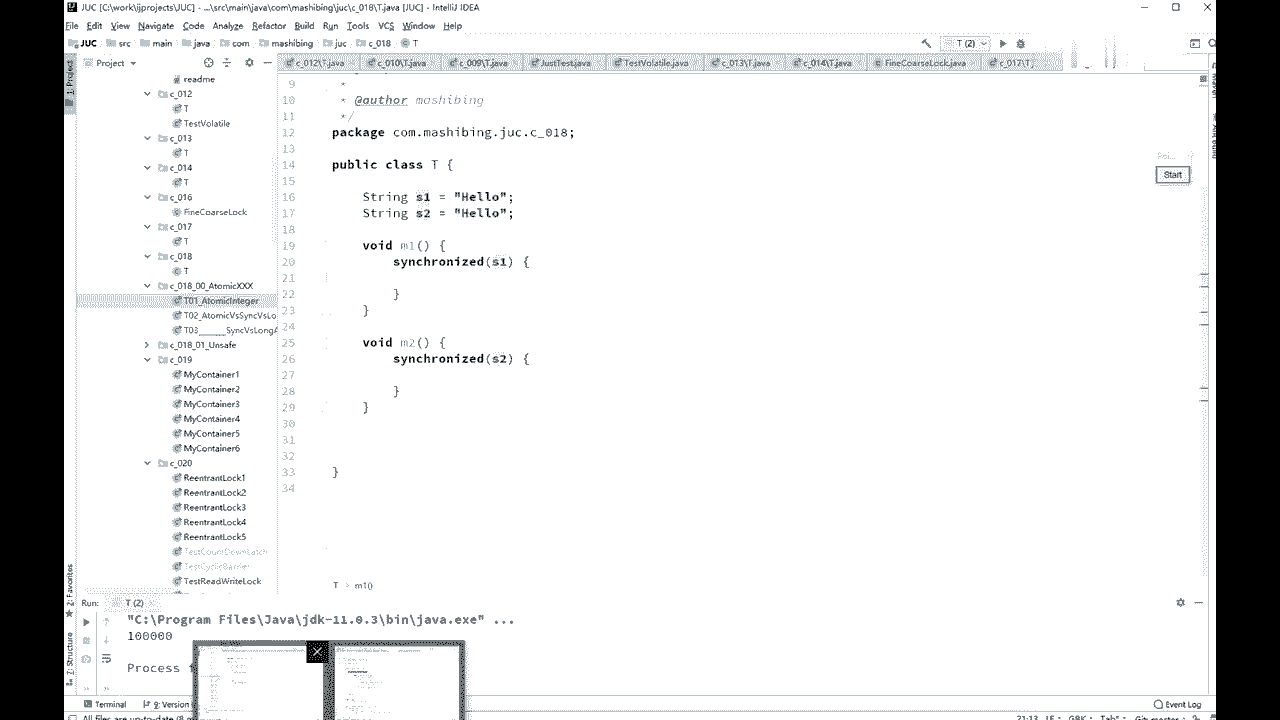 JUC [C:\work\ijprojects\JUC] - ...\src\main\java\com\mashibing\juc\c_018\T.java [JUC] - IntelliJ IDEA
File Edit View Navigate Code Analyze Refactor Build Run Tools VCS Window Help
JUC src main java com mashibing juc c_018 T
T (2)
1: Project
Project
c_012\T.java c_010\T.java c_009\T.java JustTest.java TestVolatile.java c_013\T.java c_014\T.java FineCoarseLock.java c_017\T
readme
c_012
T
TestVolatile
c_013
T
c_014
T
c_016
FineCoarseLock
c_017
T
c_018
T
c_018_00_AtomicXXX
T01_AtomicInteger
T02_AtomicVsSyncVsLo
T03______SyncVsLongA
c_018_01_Unsafe
c_019
MyContainer1
MyContainer2
MyContainer3
MyContainer4
MyContainer5
MyContainer6
c_020
ReentrantLock1
ReentrantLock2
ReentrantLock3
ReentrantLock4
ReentrantLock5
TestCountDownLatch
TestCyclicBarrier
TestReadWriteLock
9 *
10 * @author mashibing
11 */
12 package com.mashibing.juc.c_018;
13
14 public class T {
15
16 String s1 = "Hello";
17 String s2 = "Hello";
18
19 void m1() {
20 synchronized(s1) {
21
22 }
23 }
24
25 void m2() {
26 synchronized(s2) {
27
28 }
29 }
30
31
32
33 }
34
T > m1()
Start
2: Favorites
7: Structure
Run: T (2)
"C:\Program Files\Java\jdk-11.0.3\bin\java.exe" ...
100000
Process
Terminal 9: Version
Event Log
All files are up-to-date
21:13